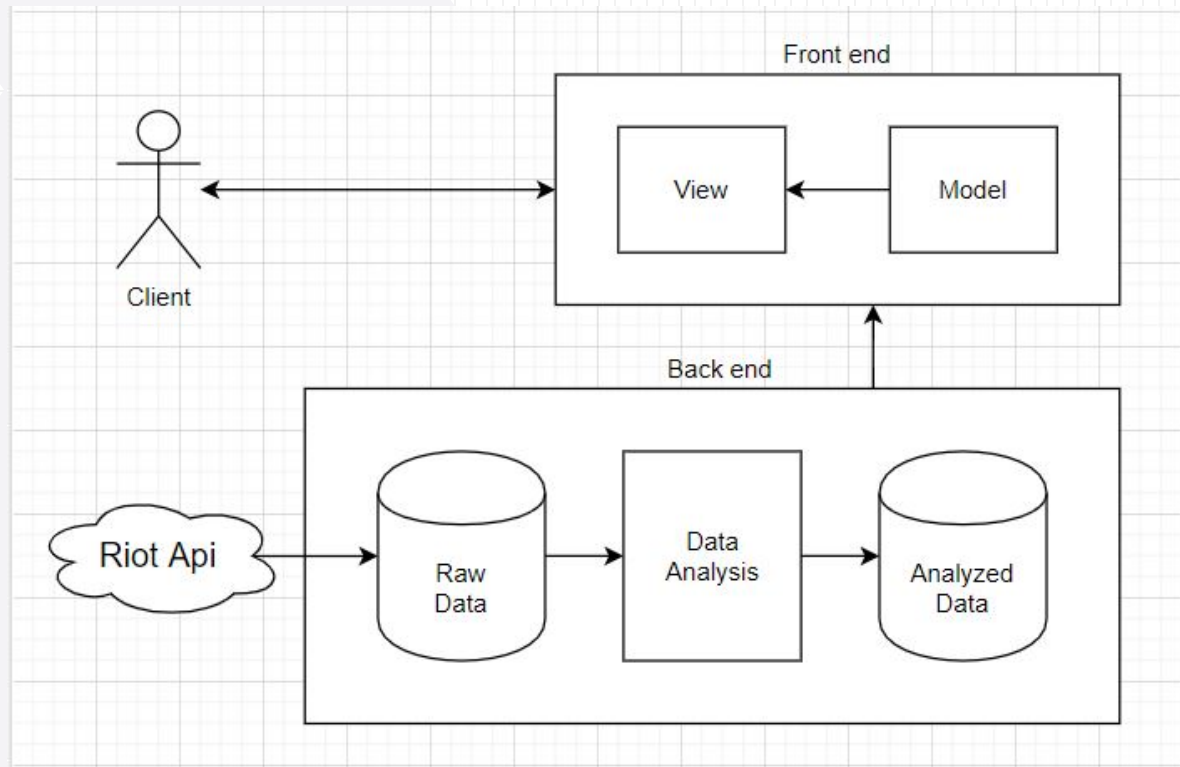 Front end
View
Model
Client
Back end
Riot Api
Raw
Data
Data
Analysis
Analyzed
Data